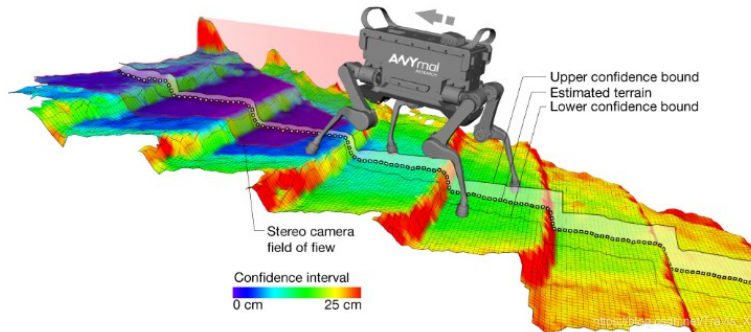 ANYmal
RESEARCH
Upper confidence bound
Estimated terrain
Lower confidence bound
Stereo camera
field of fiew
Confidence interval
0 cm
25 cm